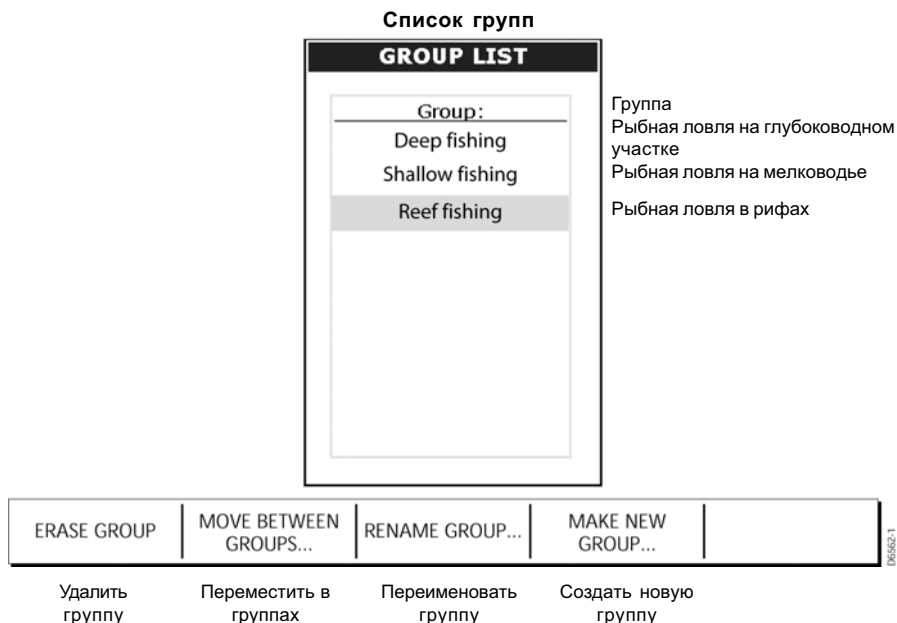 Список групп
GROUP LIST
Group:
Deep fishing
Shallow fishing
Reef fishing
Группа
Рыбная ловля на глубоководном
участке
Рыбная ловля на мелководье
Рыбная ловля в рифах
ERASE GROUP
MOVE BETWEEN
GROUPS...
RENAME GROUP...
MAKE NEW
GROUP...
D6562-1
Удалить
группу
Переместить в
группах
Переименовать
группу
Создать новую
группу